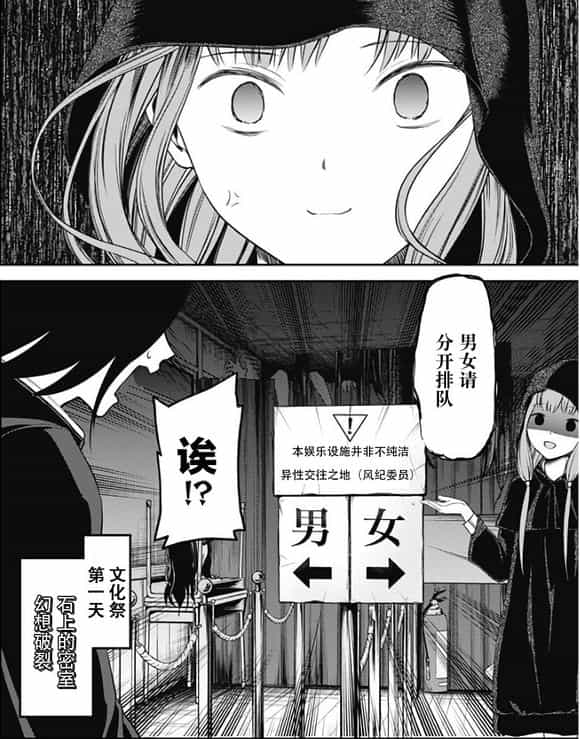 男女请
分开排队
本娱乐设施并非不纯洁
异性交往之地（风纪委员）
男 女
← →
诶!?
文化祭
第一天
石上的密室
幻想破裂